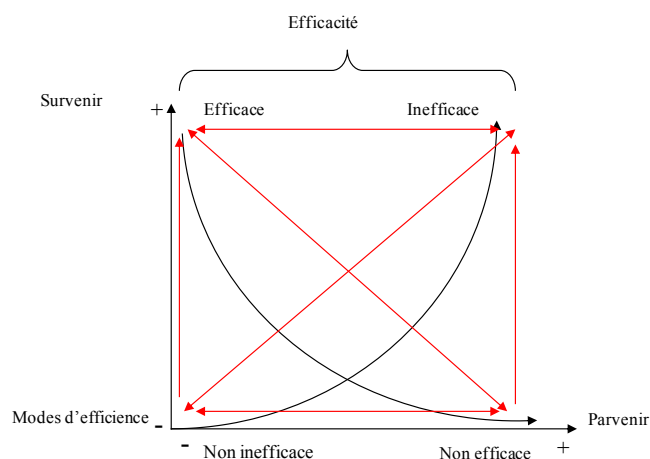 Efficacité
Survenir
+
Efficace
Inefficace
Modes d’efficience
-
Parvenir
-
Non inefficace
Non efficace
+